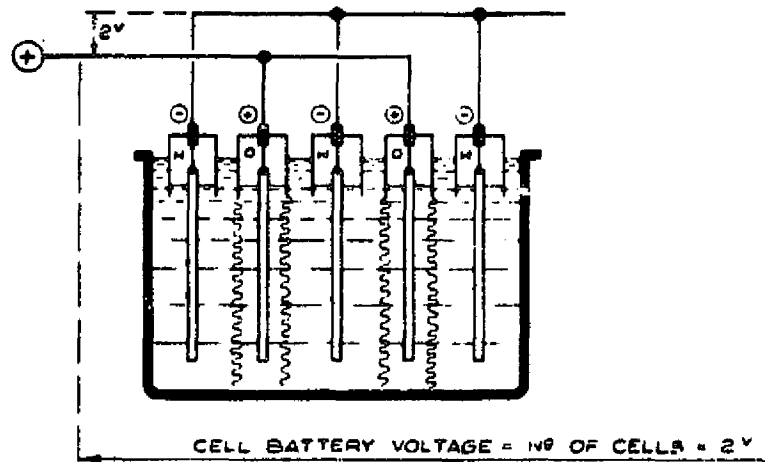 2V
+
- + - + -
H O H O H
CELL BATTERY VOLTAGE = Nº OF CELLS × 2V